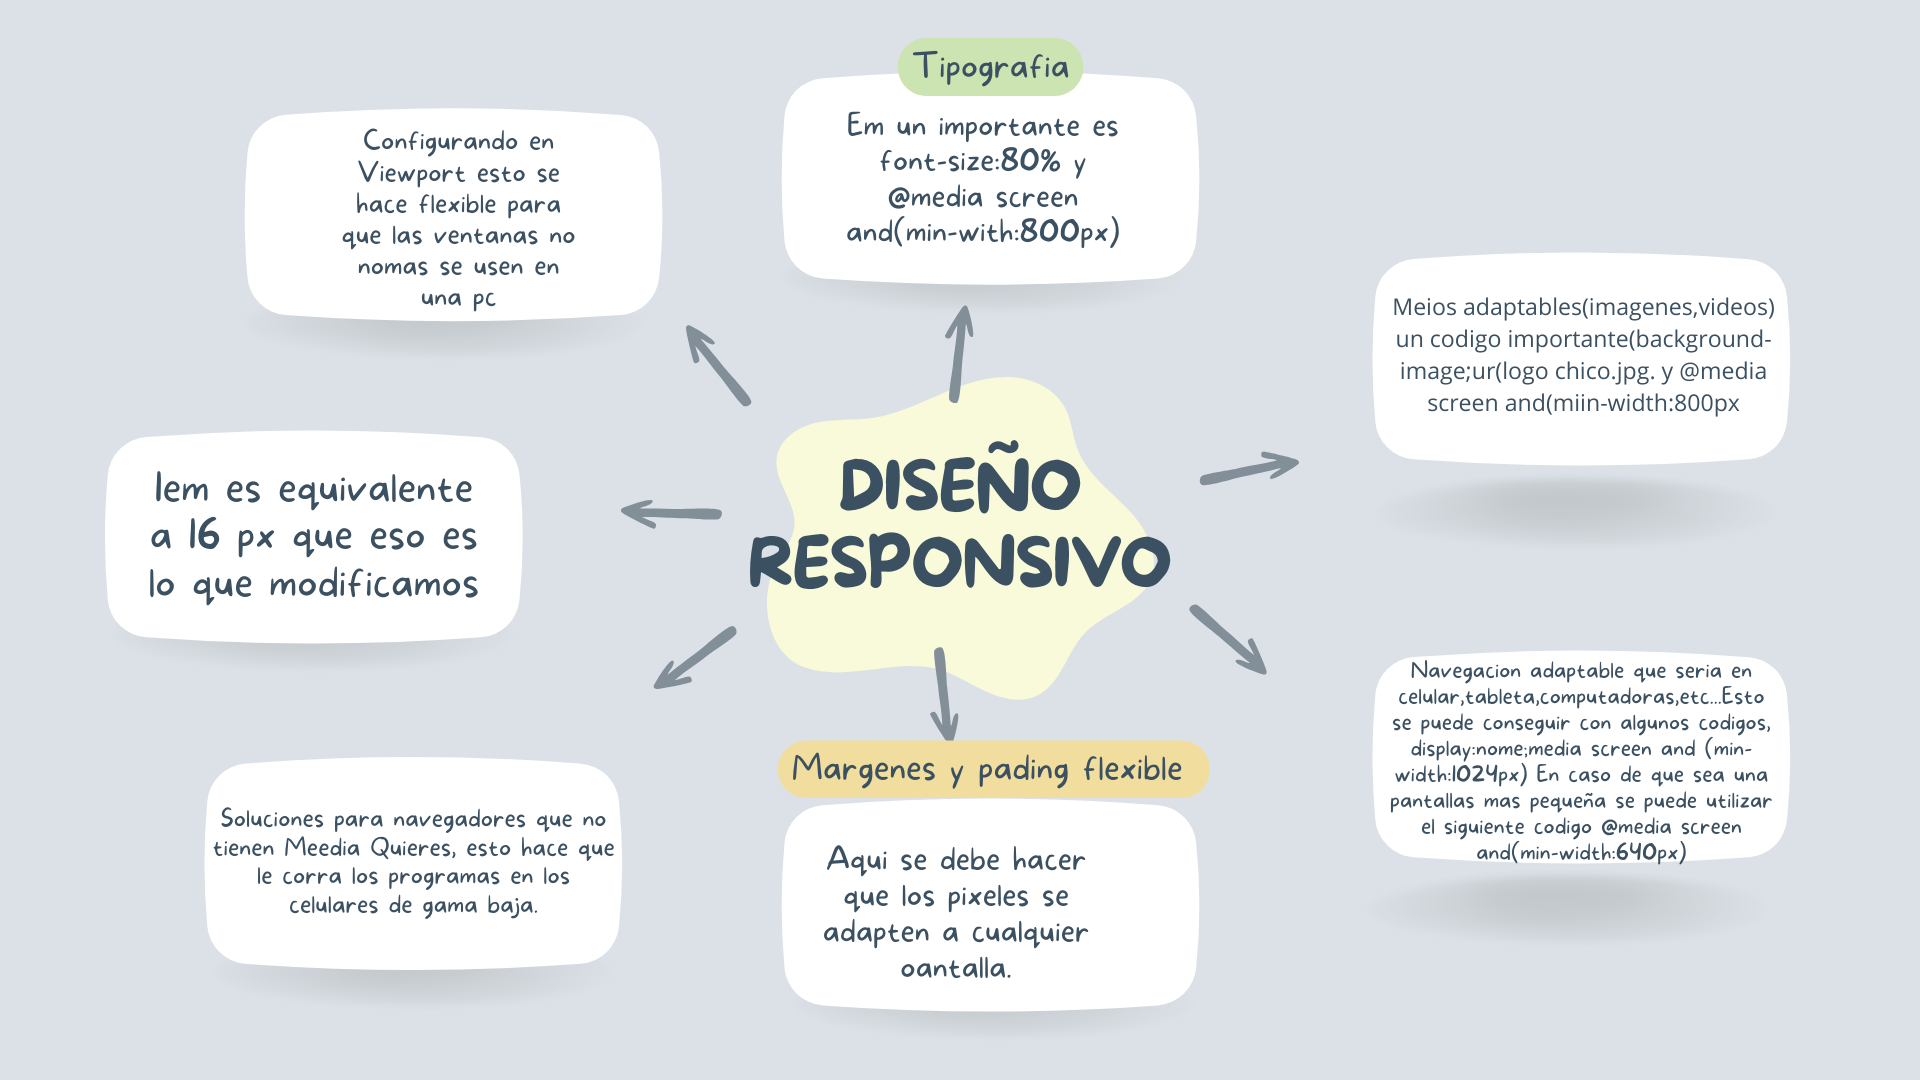 Tipografia
Em un importante es
font-size:80% y
@media screen
and(min-with:800px)
Configurando en
Viewport esto se
hace flexible para
que las ventanas no
nomas se usen en
una pc
Meios adaptables(imagenes,videos)
un codigo importante(background-
image;ur(logo chico.jpg. y @media
screen and(miin-width:800px
1em es equivalente
a 16 px que eso es
lo que modificamos
DISEÑO
RESPONSIVO
Navegacion adaptable que seria en
celular,tableta,computadoras,etc...Esto
se puede conseguir con algunos codigos,
display:nome;media screen and (min-
width:1024px) En caso de que sea una
pantallas mas pequeña se puede utilizar
el siguiente codigo @media screen
and(min-width:640px)
Soluciones para navegadores que no
tienen Meedia Quieres, esto hace que
le corra los programas en los
celulares de gama baja.
Margenes y pading flexible
Aqui se debe hacer
que los pixeles se
adapten a cualquier
oantalla.